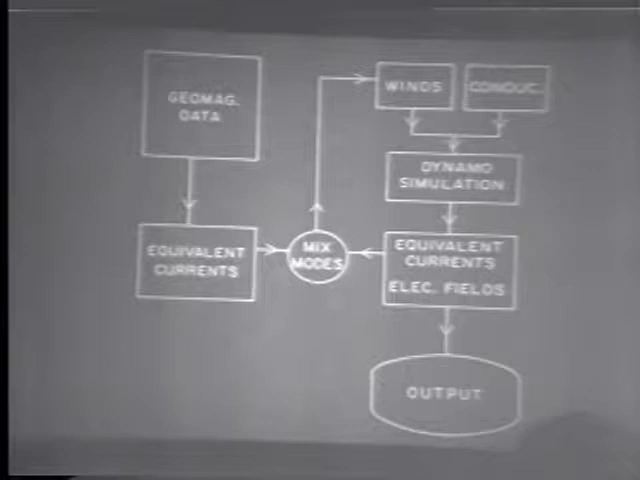 GEOMAG.
DATA
EQUIVALENT
CURRENTS
MIX
MODES
WINDS
CONDUC.
DYNAMO
SIMULATION
EQUIVALENT
CURRENTS
ELEC. FIELDS
OUTPUT